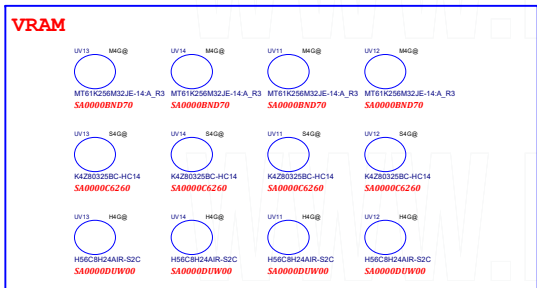 VRAM
UV13 M4G@ UV14 M4G@ UV11 M4G@ UV12 M4G@
MT61K256M32JE-14:A_R3 MT61K256M32JE-14:A_R3 MT61K256M32JE-14:A_R3 MT61K256M32JE-14:A_R3
SA0000BND70 SA0000BND70 SA0000BND70 SA0000BND70
UV13 S4G@ UV14 S4G@ UV11 S4G@ UV12 S4G@
K4Z80325BC-HC14 K4Z80325BC-HC14 K4Z80325BC-HC14 K4Z80325BC-HC14
SA0000C6260 SA0000C6260 SA0000C6260 SA0000C6260
UV13 H4G@ UV14 H4G@ UV11 H4G@ UV12 H4G@
H56C8H24AIR-S2C H56C8H24AIR-S2C H56C8H24AIR-S2C H56C8H24AIR-S2C
SA0000DUW00 SA0000DUW00 SA0000DUW00 SA0000DUW00